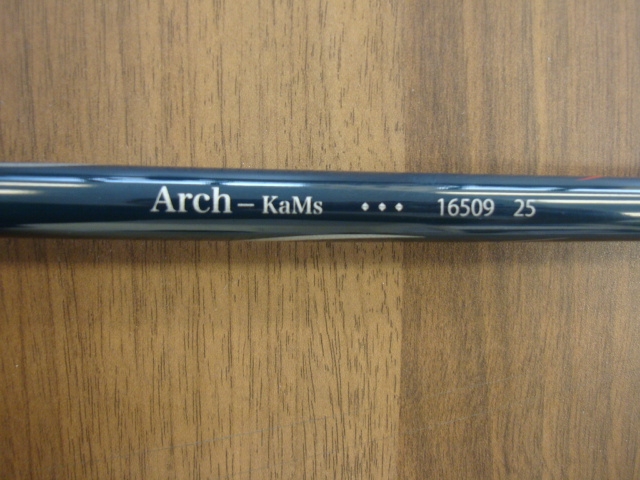 Arch – KaMs ••• 16509 25